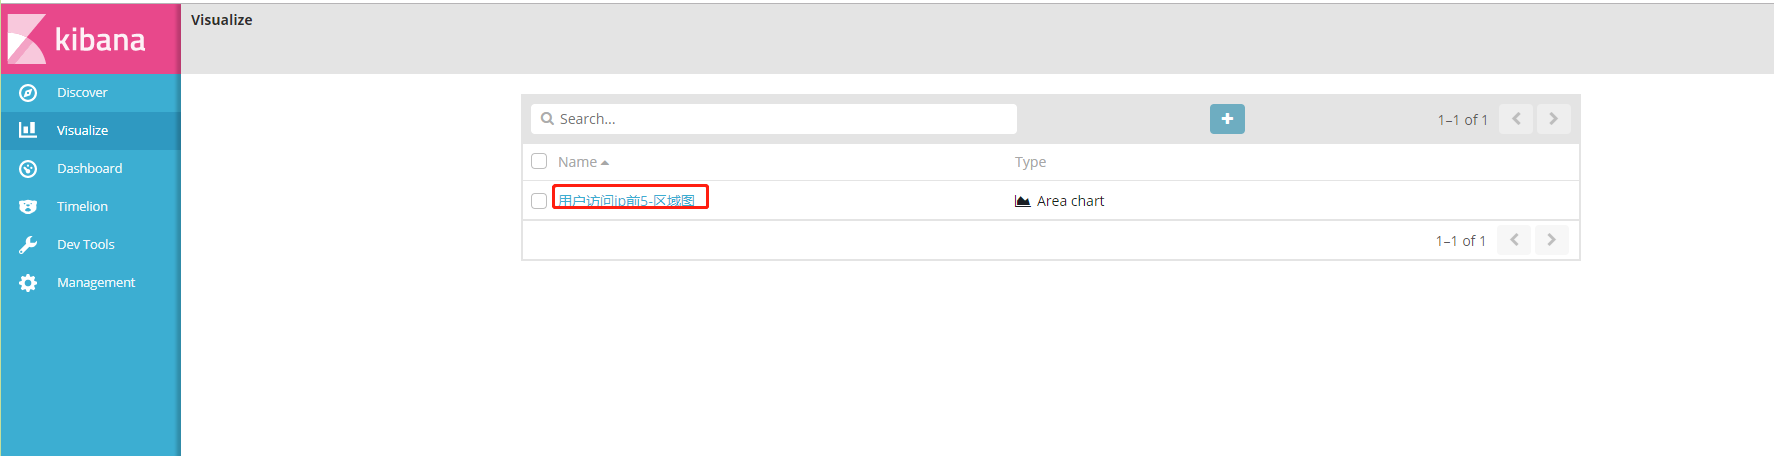 Visualize
kibana
Discover
Visualize
Dashboard
Timelion
Dev Tools
Management
Search...
1–1 of 1
Name
Type
用户访问ip前5-区域图
Area chart
1–1 of 1